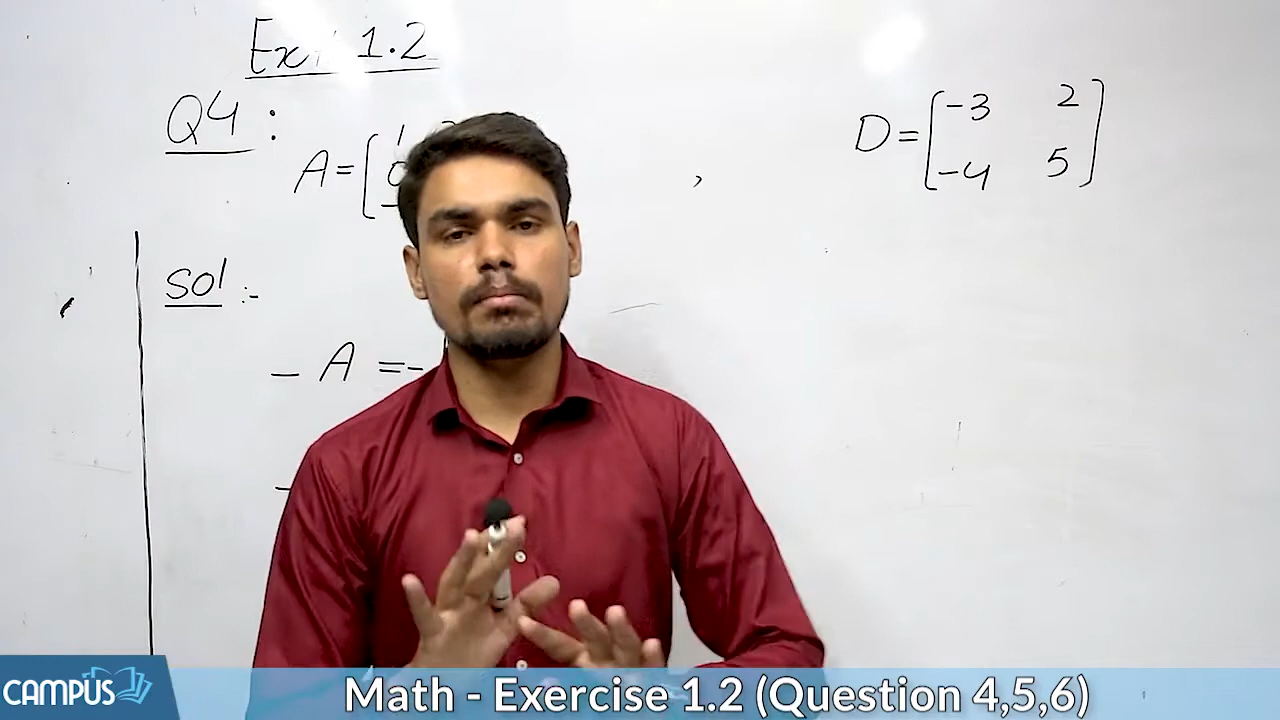 Ex: 1.2
Q4 :
A=[
,
D=[-3 2
-4 5]
Sol :-
- A =-
CAMPUS
Math - Exercise 1.2 (Question 4,5,6)